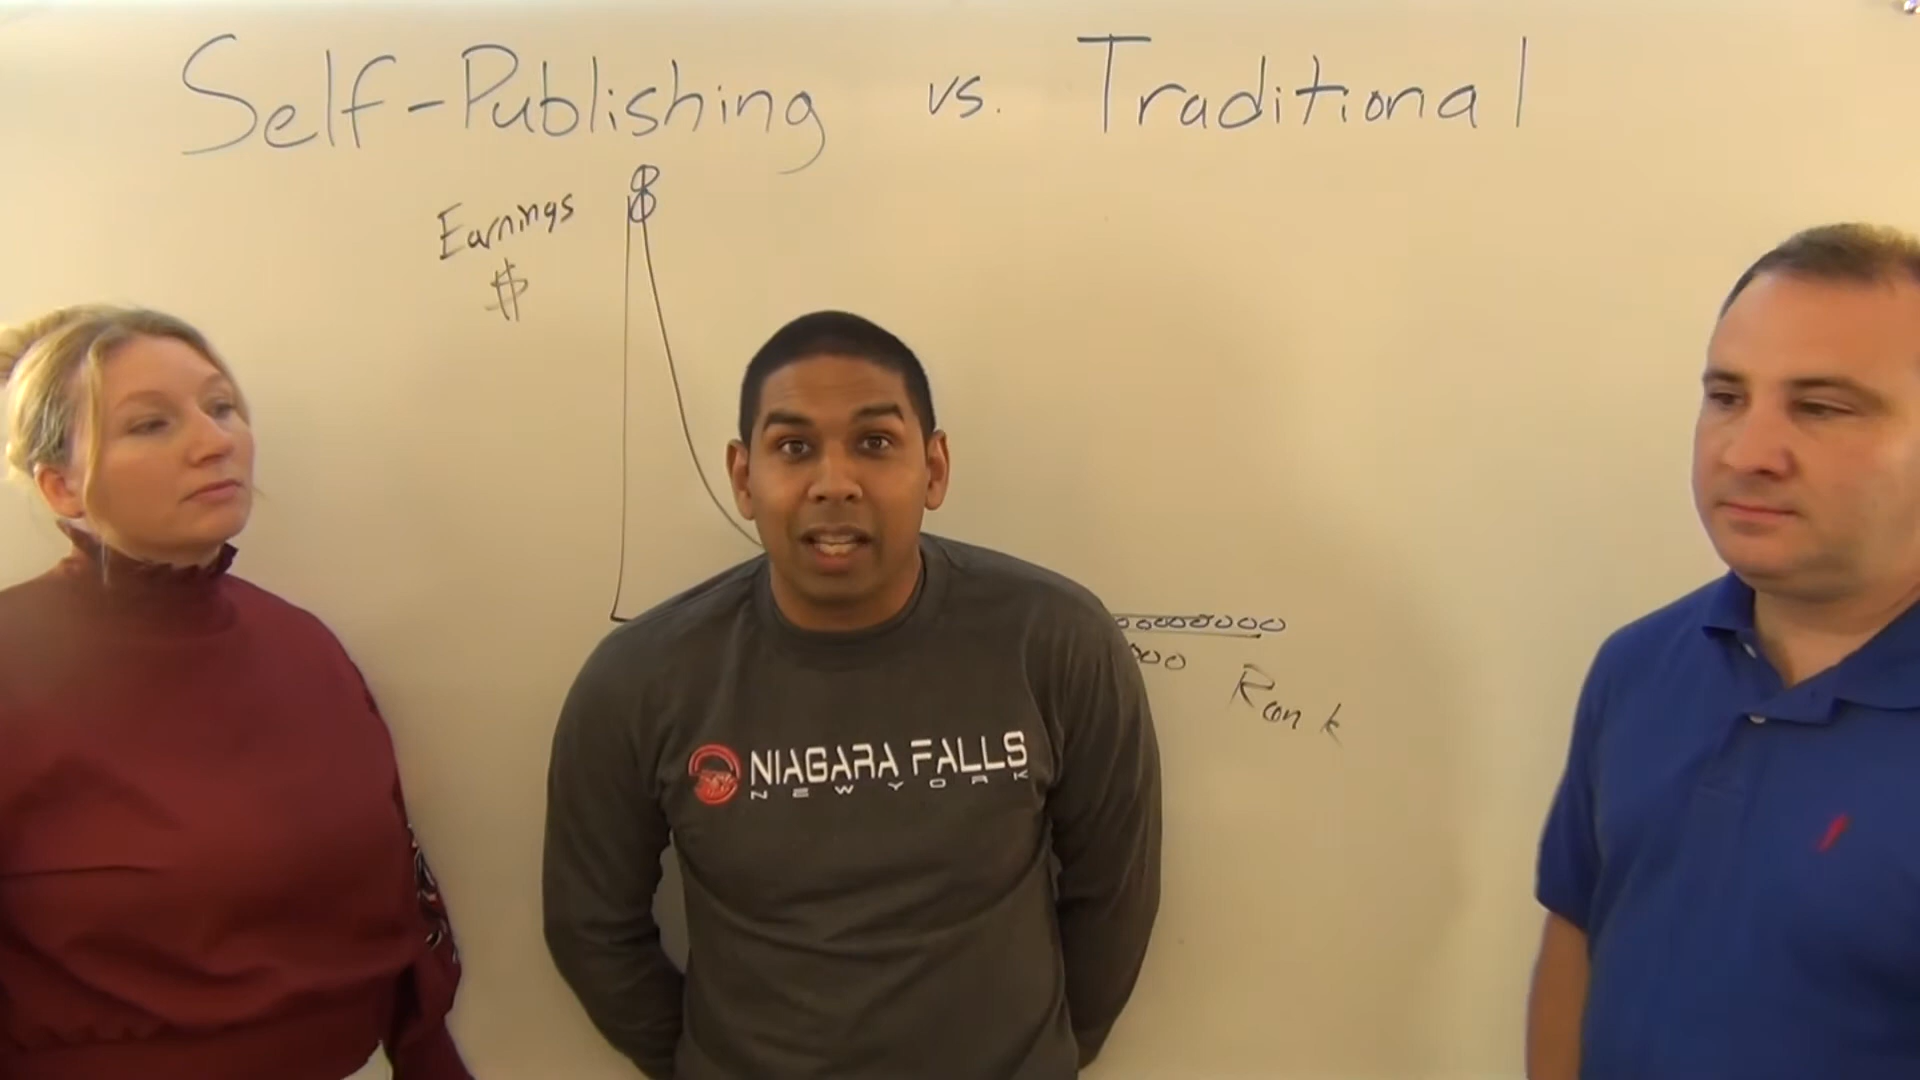 Self-Publishing vs. Traditional
$
Earnings
$
Rank
NIAGARA FALLS
NEW YORK